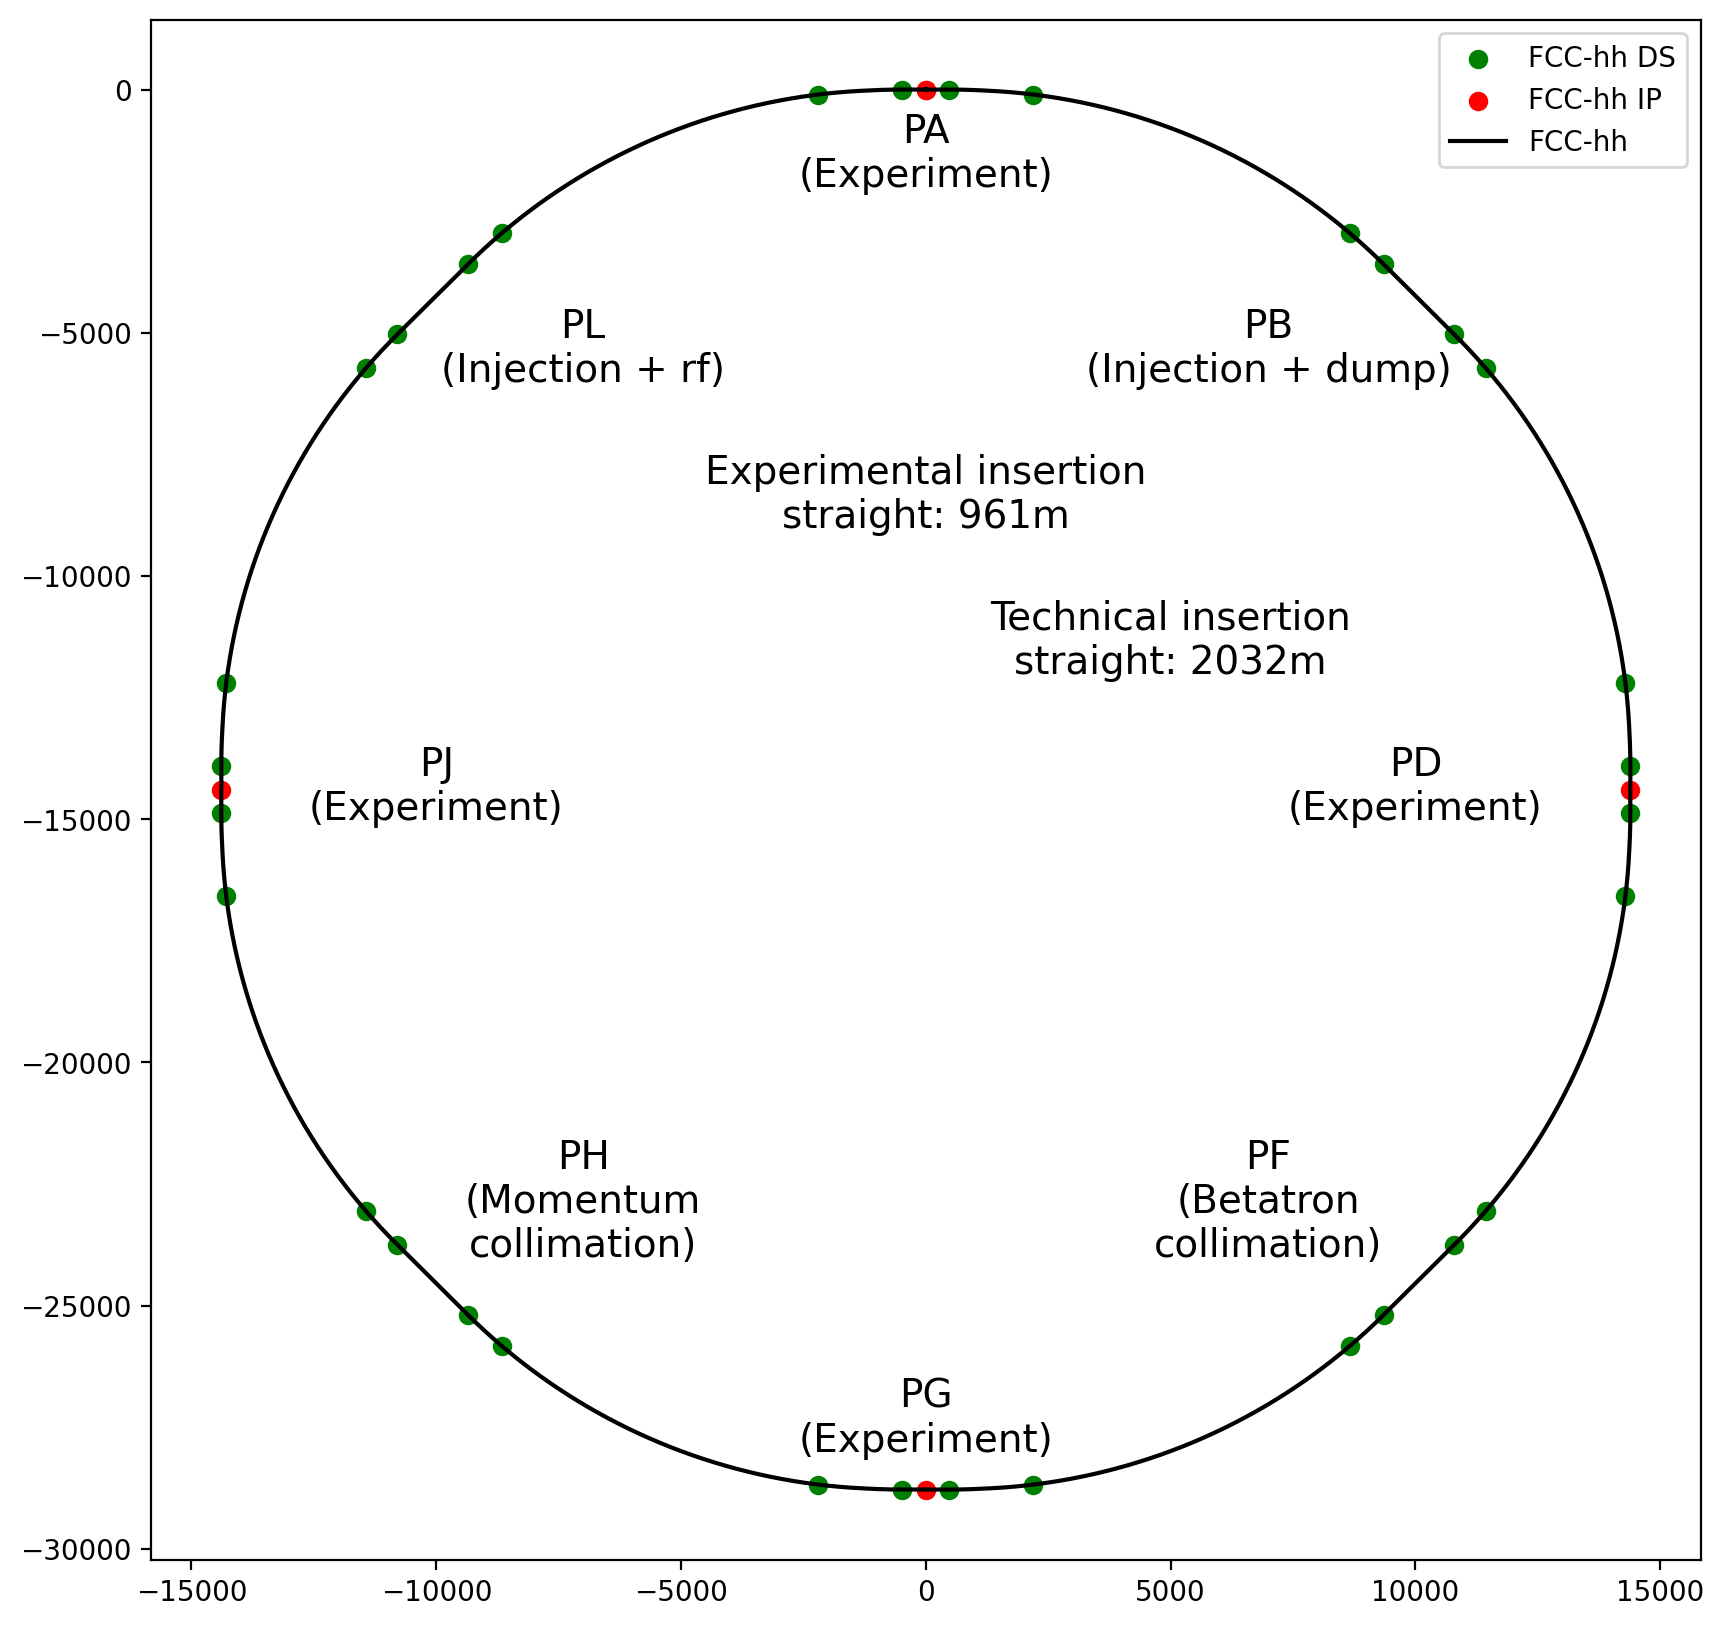 FCC-hh DS
FCC-hh IP
FCC-hh
0
−5000
−10000
−15000
−20000
−25000
−30000
PA
(Experiment)
PL
(Injection + rf)
PB
(Injection + dump)
Experimental insertion
straight: 961m
Technical insertion
straight: 2032m
PJ
(Experiment)
PD
(Experiment)
PH
(Momentum
collimation)
PF
(Betatron
collimation)
PG
(Experiment)
−15000
−10000
−5000
0
5000
10000
15000